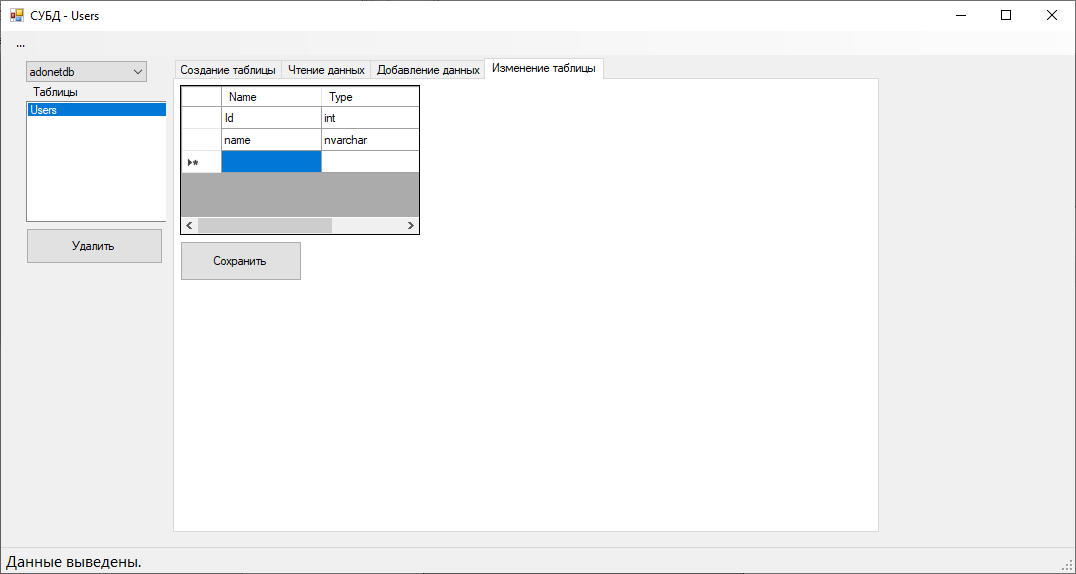 СУБД - Users
...
adonetdb
Таблицы
Users
Удалить
Создание таблицы Чтение данных Добавление данных Изменение таблицы
Name Type
Id int
name nvarchar
Сохранить
Данные выведены.